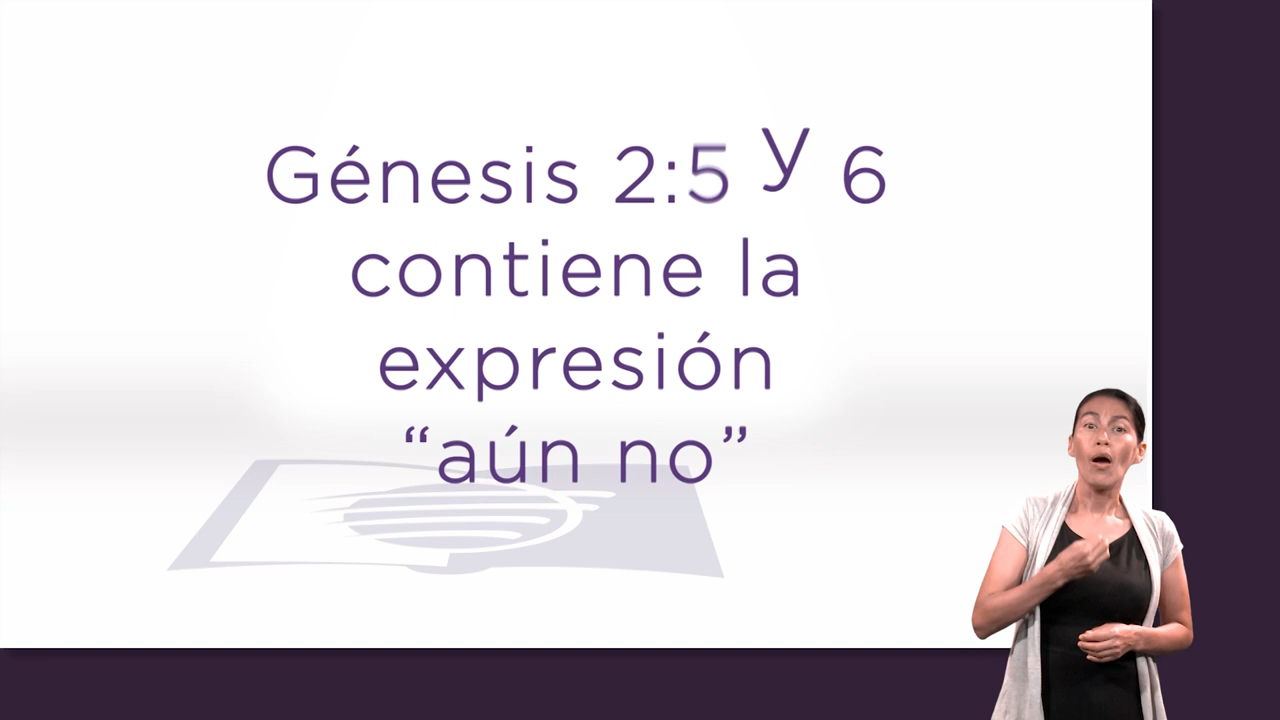 Génesis 2:5 y 6
contiene la
expresión
“aún no”